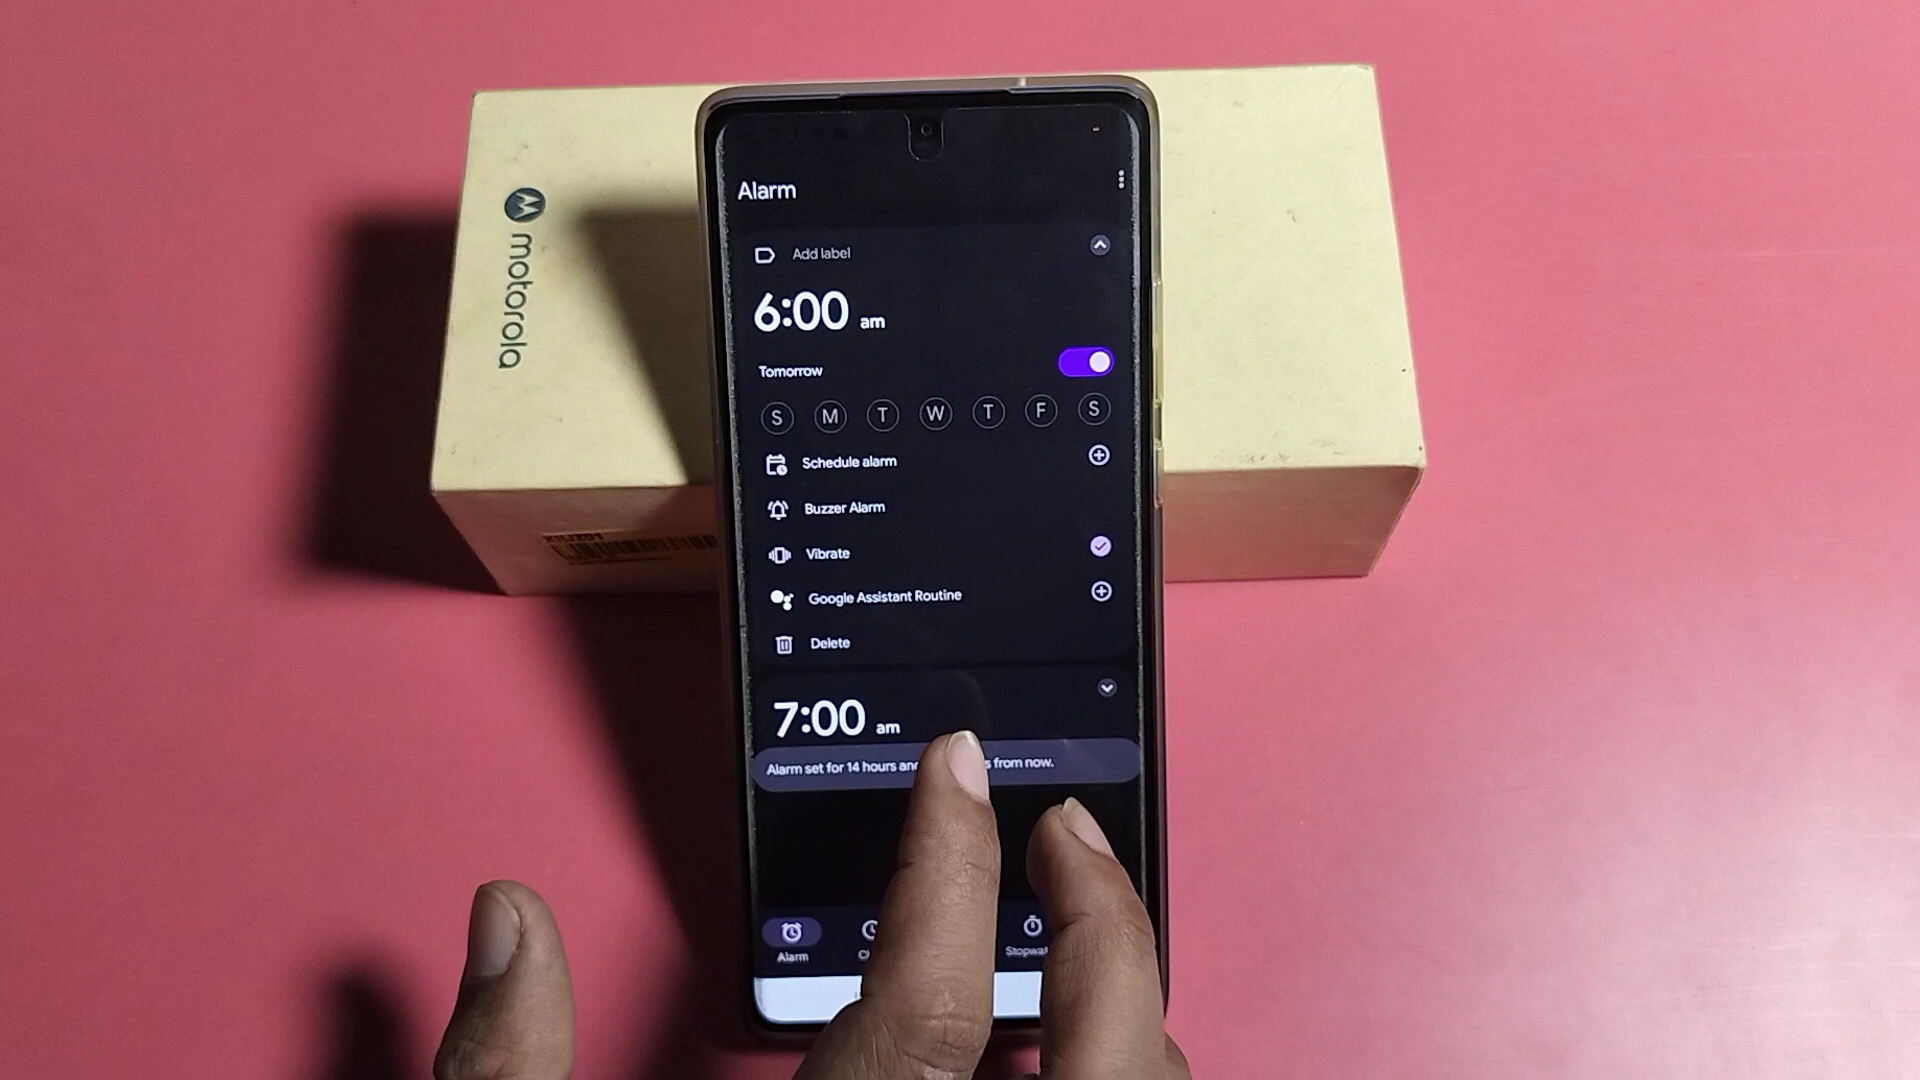 motorola
Alarm
Add label
6:00 am
Tomorrow
S M T W T F S
Schedule alarm
Buzzer Alarm
Vibrate
Google Assistant Routine
Delete
7:00 am
Alarm set for 14 hours and s from now.
Alarm